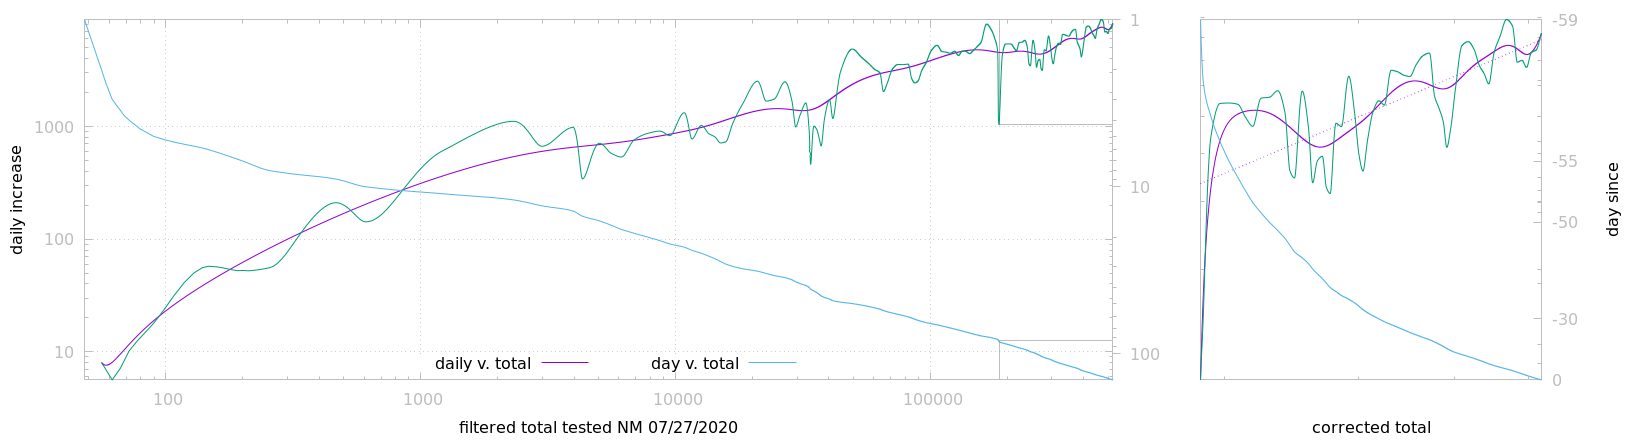 daily increase
1000
100
10
100
1000
10000
100000
1
10
100
daily v. total
day v. total
filtered total tested NM 07/27/2020
-59
-55
-50
-30
0
day since
corrected total